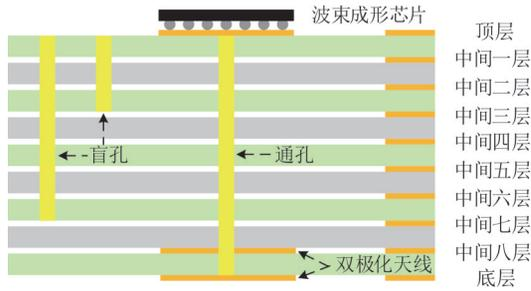 波束成形芯片
顶层
中间一层
中间二层
中间三层
中间四层
中间五层
中间六层
中间七层
中间八层
底层
盲孔
通孔
双极化天线